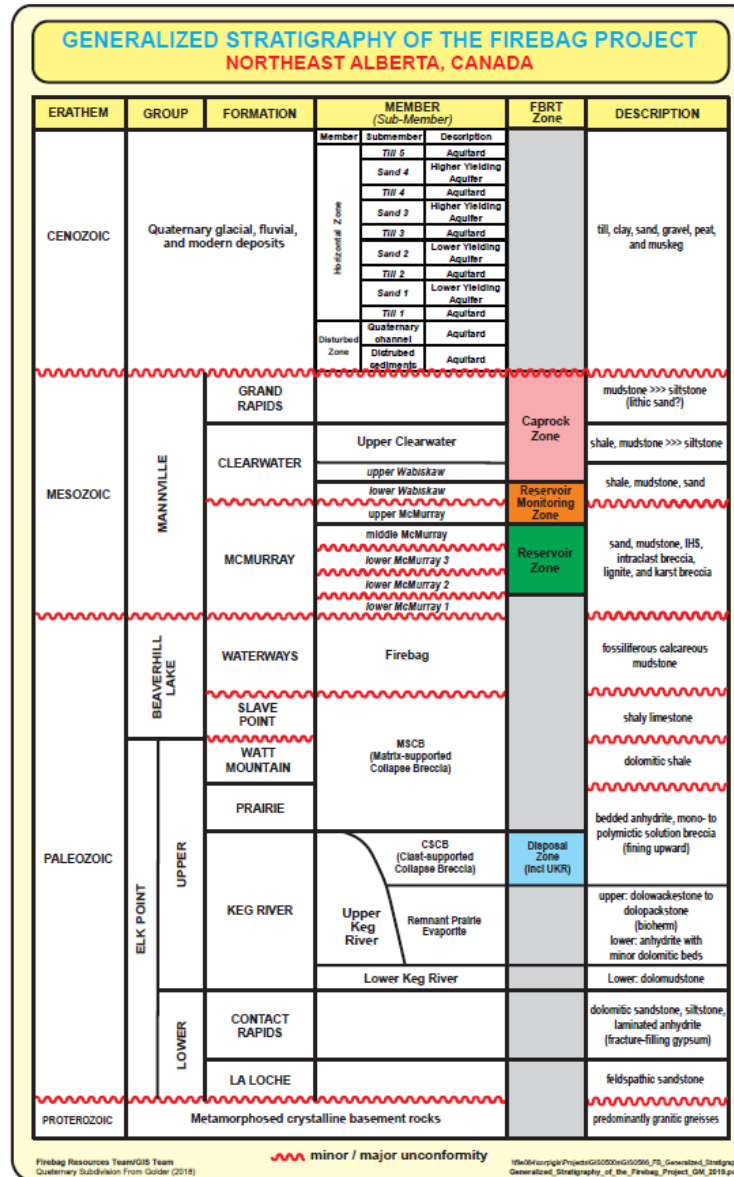 GENERALIZED STRATIGRAPHY OF THE FIREBAG PROJECT
NORTHEAST ALBERTA, CANADA
ERATHEM
GROUP
FORMATION
MEMBER
(Sub-Member)
FBRT
Zone
DESCRIPTION
CENOZOIC
Quaternary glacial, fluvial,
and modern deposits
Member Submember Description
Horizontal Zone
Till 5 Aquitard
Sand 4 Higher Yielding
Aquifer
Till 4 Aquitard
Sand 3 Higher Yielding
Aquifer
Till 3 Aquitard
Sand 2 Lower Yielding
Aquifer
Till 2 Aquitard
Sand 1 Lower Yielding
Aquifer
Till 1 Aquitard
Disturbed
Zone
Quaternary
channel
Aquitard
Distrubed
sediments
Aquitard
till, clay, sand, gravel, peat,
and muskeg
MESOZOIC
MANNVILLE
GRAND
RAPIDS
mudstone >>> siltstone
(lithic sand?)
CLEARWATER
Upper Clearwater
upper Wabiskaw
lower Wabiskaw
Caprock
Zone
shale, mudstone >>> siltstone
shale, mudstone, sand
MCMURRAY
upper McMurray
middle McMurray
lower McMurray 3
lower McMurray 2
lower McMurray 1
Reservoir
Monitoring
Zone
Reservoir
Zone
sand, mudstone, IHS,
intraclast breccia,
lignite, and karst breccia
PALEOZOIC
BEAVERHILL
LAKE
WATERWAYS
Firebag
fossiliferous calcareous
mudstone
SLAVE
POINT
shaly limestone
ELK POINT
UPPER
WATT
MOUNTAIN
MSCB
(Matrix-supported
Collapse Breccia)
dolomitic shale
PRAIRIE
bedded anhydrite, mono- to
polymictic solution breccia
(fining upward)
KEG RIVER
CSCB
(Clast-supported
Collapse Breccia)
Disposal
Zone
(incl UKR)
Upper
Keg
River
Remnant Prairie
Evaporite
upper: dolowackestone to
dolopackstone
(bioherm)
lower: anhydrite with
minor dolomitic beds
Lower Keg River
Lower: dolomudstone
LOWER
CONTACT
RAPIDS
dolomitic sandstone, siltstone,
laminated anhydrite
(fracture-filling gypsum)
LA LOCHE
feldspathic sandstone
PROTEROZOIC
Metamorphosed crystalline basement rocks
predominantly granitic gneisses
minor / major unconformity
Firebag Resources Team/GIS Team
Quaternary Subdivision From Golder (2018)